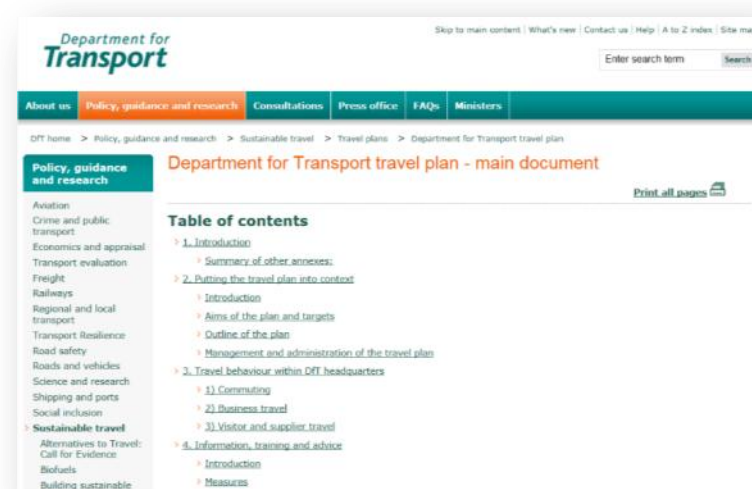 Department for
Transport
Skip to main content | What's new | Contact us | Help | A to Z index | Site ma
Enter search term Search
About us Policy, guidance and research Consultations Press office FAQs Ministers
DfT home > Policy, guidance and research > Sustainable travel > Travel plans > Department for Transport travel plan
Policy, guidance
and research
Aviation
Crime and public
transport
Economics and appraisal
Transport evaluation
Freight
Railways
Regional and local
transport
Transport Resilience
Road safety
Roads and vehicles
Science and research
Shipping and ports
Social inclusion
Sustainable travel
Alternatives to Travel:
Call for Evidence
Biofuels
Building sustainable
Department for Transport travel plan - main document
Print all pages
Table of contents
1. Introduction
Summary of other annexes:
2. Putting the travel plan into context
Introduction
Aims of the plan and targets
Outline of the plan
Management and administration of the travel plan
3. Travel behaviour within DfT headquarters
1) Commuting
2) Business travel
3) Visitor and supplier travel
4. Information, training and advice
Introduction
Measures